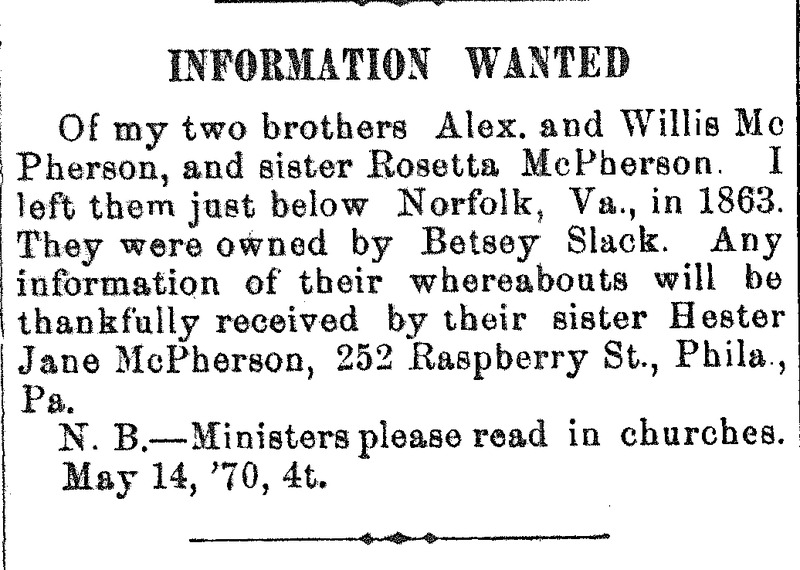 INFORMATION WANTED
Of my two brothers Alex. and Willis Mc
Pherson, and sister Rosetta McPherson. I
left them just below Norfolk, Va., in 1863.
They were owned by Betsey Slack. Any
information of their whereabouts will be
thankfully received by their sister Hester
Jane McPherson, 252 Raspberry St., Phila.,
Pa.
N. B.—Ministers please read in churches.
May 14, '70, 4t.